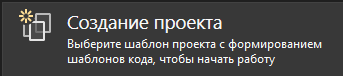 Создание проекта
Выберите шаблон проекта с формированием
шаблонов кода, чтобы начать работу